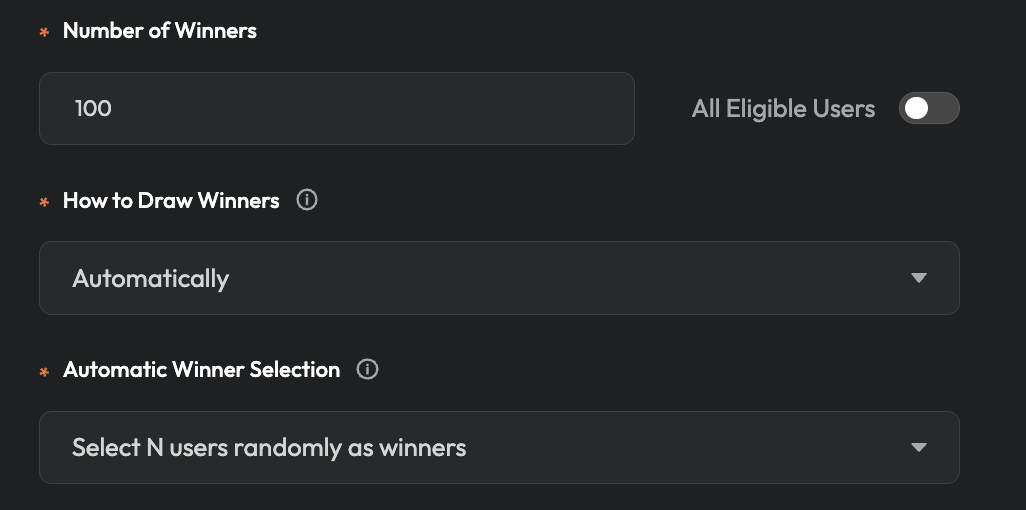 * Number of Winners
100
All Eligible Users
* How to Draw Winners
Automatically
* Automatic Winner Selection
Select N users randomly as winners